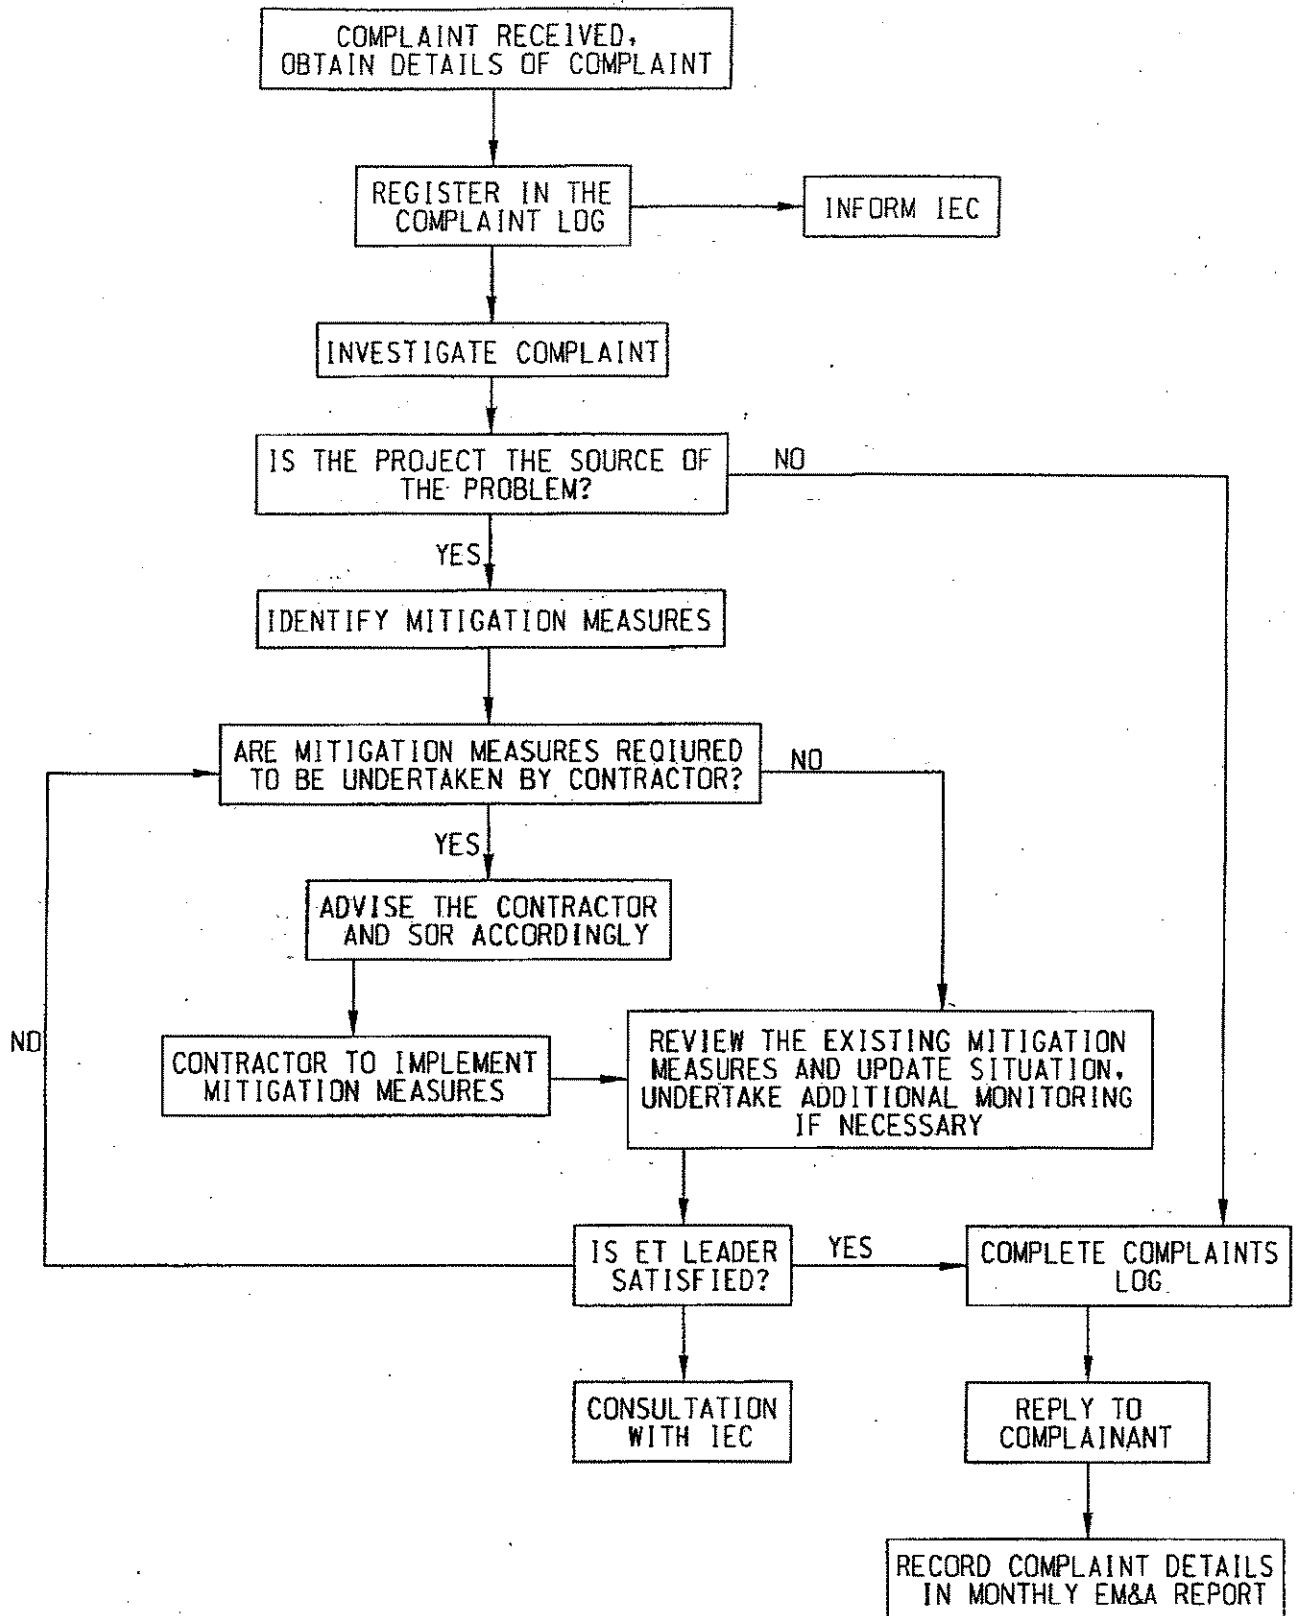 COMPLAINT RECEIVED,
OBTAIN DETAILS OF COMPLAINT
REGISTER IN THE
COMPLAINT LOG
INFORM IEC
INVESTIGATE COMPLAINT
IS THE PROJECT THE SOURCE OF
THE PROBLEM?
NO
YES
IDENTIFY MITIGATION MEASURES
ARE MITIGATION MEASURES REQIURED
TO BE UNDERTAKEN BY CONTRACTOR?
NO
YES
ADVISE THE CONTRACTOR
AND SOR ACCORDINGLY
NO
CONTRACTOR TO IMPLEMENT
MITIGATION MEASURES
REVIEW THE EXISTING MITIGATION
MEASURES AND UPDATE SITUATION,
UNDERTAKE ADDITIONAL MONITORING
IF NECESSARY
IS ET LEADER
SATISFIED?
YES
COMPLETE COMPLAINTS
LOG
CONSULTATION
WITH IEC
REPLY TO
COMPLAINANT
RECORD COMPLAINT DETAILS
IN MONTHLY EM&A REPORT